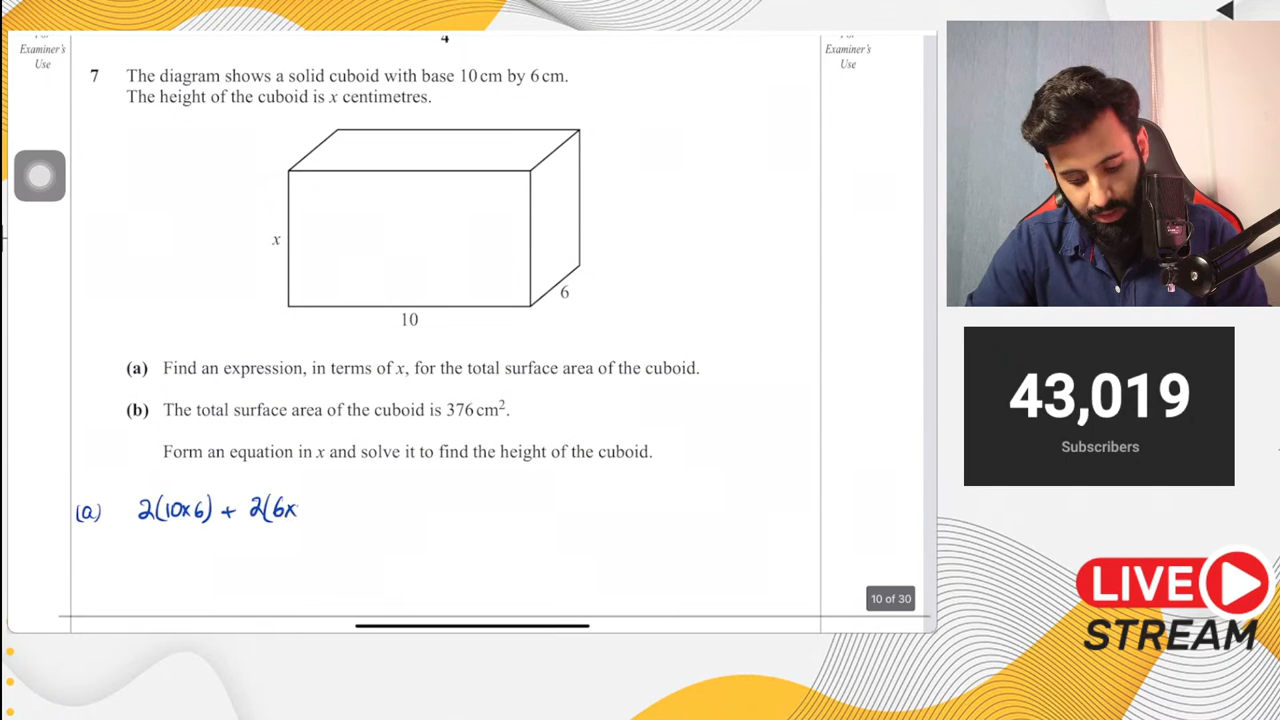 4
Examiner's
Use
Examiner's
Use
7 The diagram shows a solid cuboid with base 10 cm by 6 cm.
The height of the cuboid is x centimetres.
x
6
10
(a) Find an expression, in terms of x, for the total surface area of the cuboid.
(b) The total surface area of the cuboid is 376 cm².
Form an equation in x and solve it to find the height of the cuboid.
(a) 2(10x6) + 2(6x
10 of 30
43,019
Subscribers
LIVE
STREAM